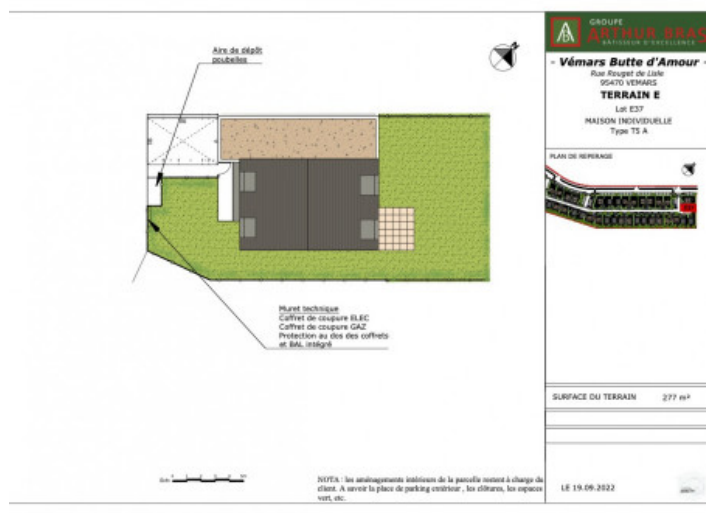 Aire de dépôt
poubelles
Muret technique
Coffret de coupure ELEC
Coffret de coupure GAZ
Protection au dos des coffrets
et BAL intégré
NOTA : les aménagements intérieurs de la parcelle restent à charge du
client. A savoir la place de parking extérieur , les clôtures, les espaces
vert, etc.
GROUPE
ARTHUR BRAS
BÂTISSEUR D'EXCELLENCE
- Vémars Butte d'Amour -
Rue Rouget de Lisle
95470 VEMARS
TERRAIN E
Lot E37
MAISON INDIVIDUELLE
Type T5 A
PLAN DE REPERAGE
SURFACE DU TERRAIN 277 m²
LE 19.09.2022